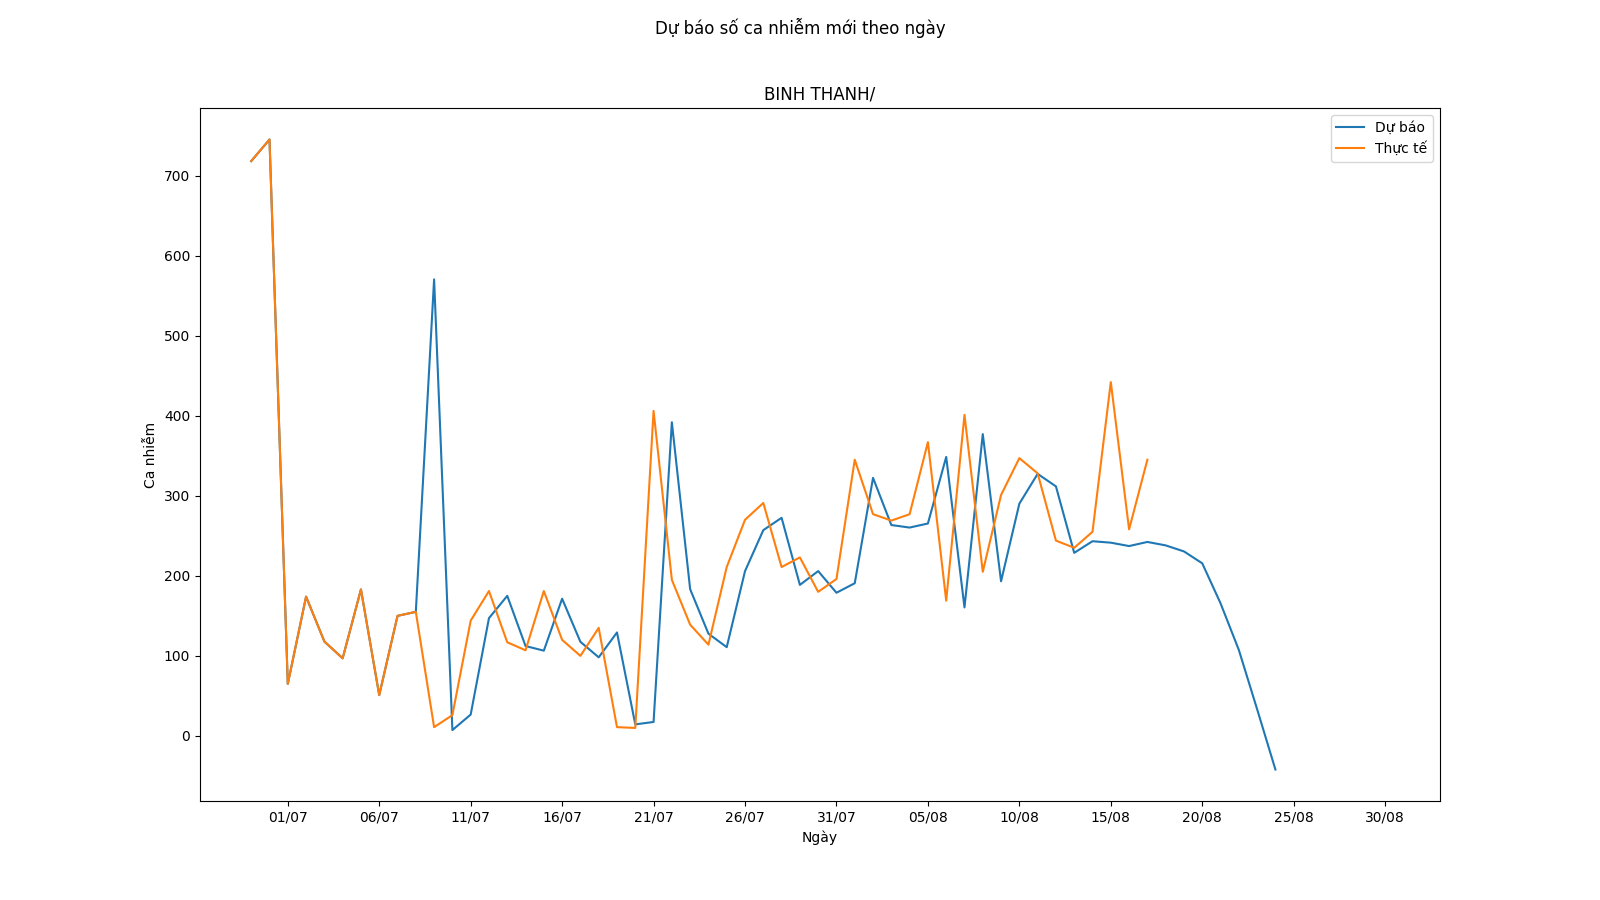 Dự báo số ca nhiễm mới theo ngày
BINH THANH/
Dự báo
Thực tế
700
600
500
400
300
200
100
0
Ca nhiễm
01/07 06/07 11/07 16/07 21/07 26/07 31/07 05/08 10/08 15/08 20/08 25/08 30/08
Ngày